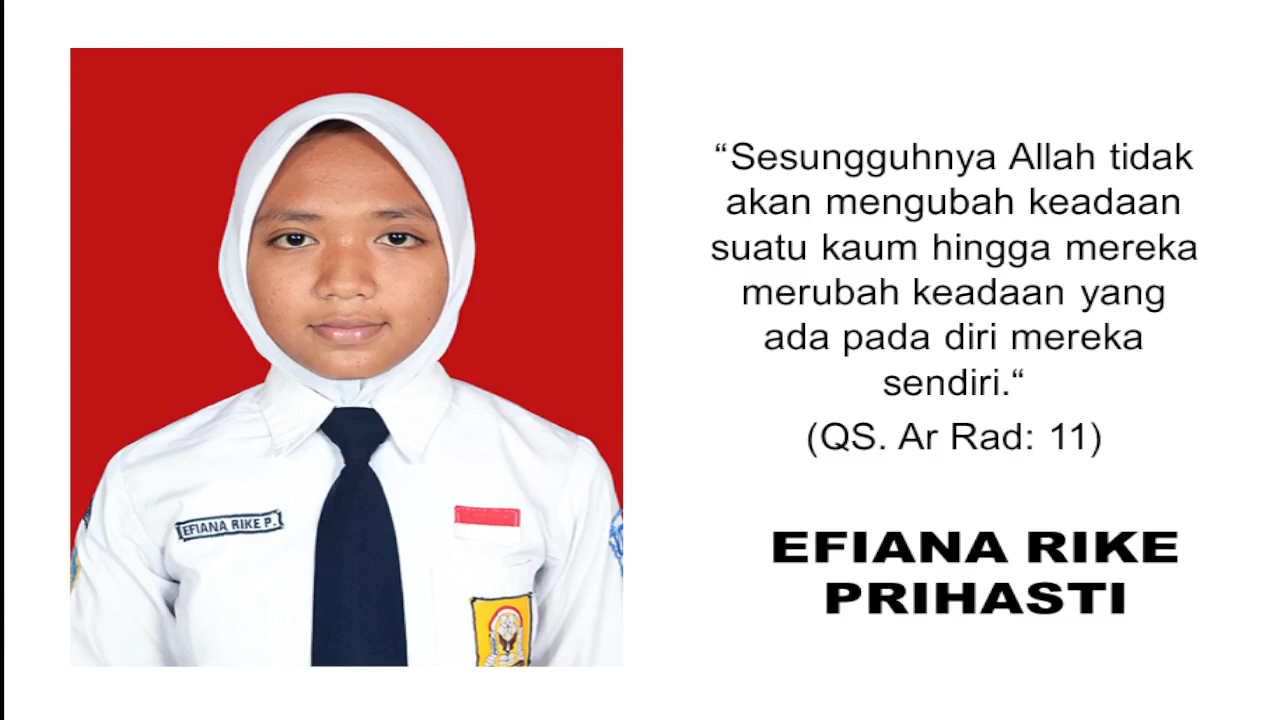 “Sesungguhnya Allah tidak
akan mengubah keadaan
suatu kaum hingga mereka
merubah keadaan yang
ada pada diri mereka
sendiri.“
(QS. Ar Rad: 11)
EFIANA RIKE
PRIHASTI
EFIANA RIKE P.